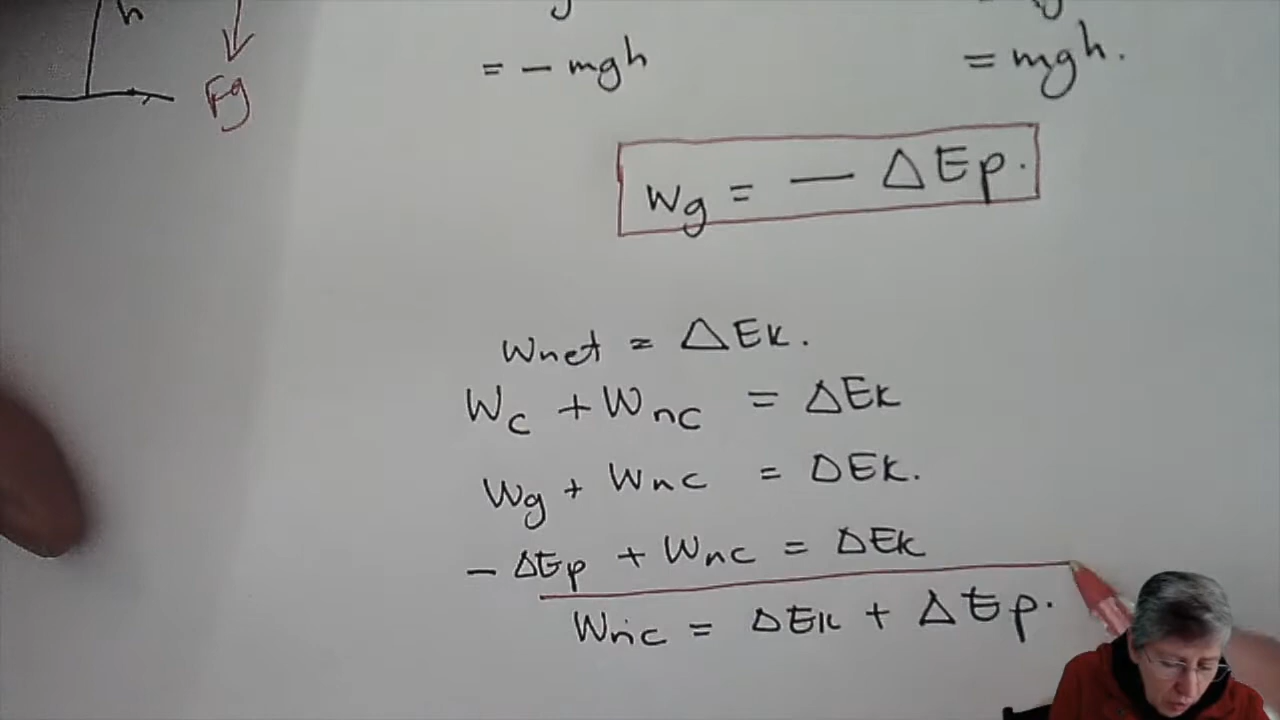 h
Fg
= - mgh
= mgh.
Wg = - ΔEp.
Wnet = ΔEk.
Wc + Wnc = ΔEk
Wg + Wnc = ΔEk.
- ΔEp + Wnc = ΔEk
Wnc = ΔEk + ΔEp.